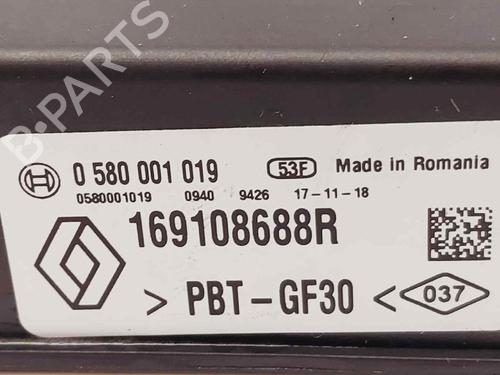 B-PARTS
0 580 001 019 53F Made in Romania
0580001019 0940 9426 17-11-18
169108688R
> PBT-GF30 < 037